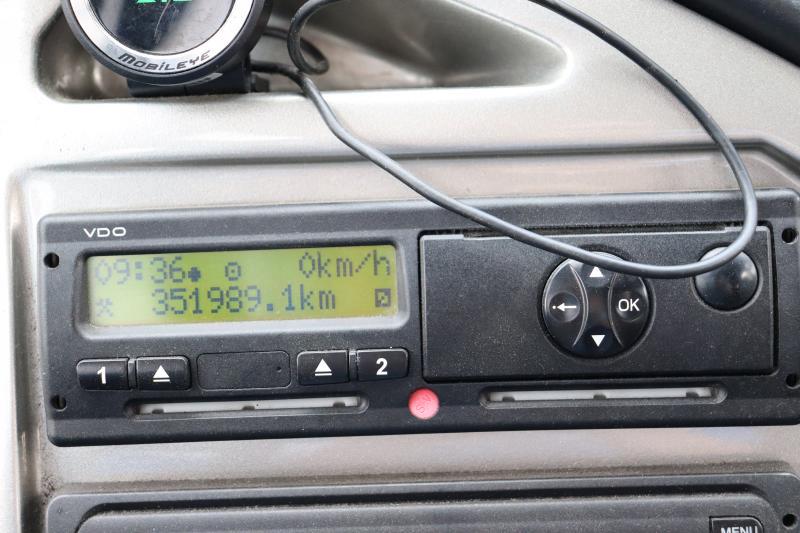 MOBILEYE
VDO
09:36 0km/h
351989.1km
OK
1 2
MENU